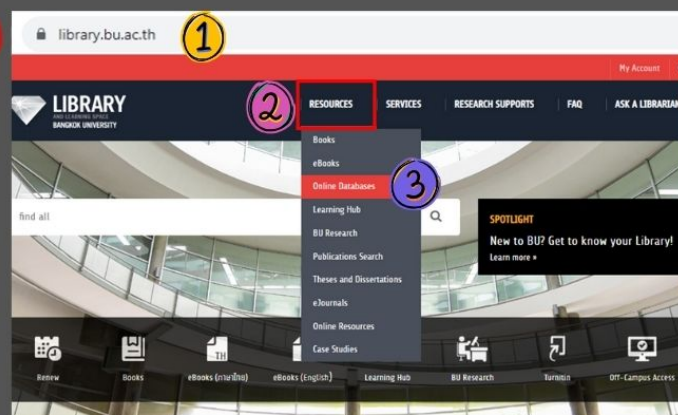 library.bu.ac.th
1
My Account
LIBRARY
AND LEARNING SPACE
BANGKOK UNIVERSITY
2
RESOURCES
SERVICES
RESEARCH SUPPORTS
FAQ
ASK A LIBRARIAN
Books
eBooks
Online Databases
3
Learning Hub
BU Research
Publications Search
Theses and Dissertations
eJournals
Online Resources
Case Studies
find all
SPOTLIGHT
New to BU? Get to know your Library!
Learn more »
TH
Renew
Books
eBooks (ภาษาไทย)
eBooks (English)
Learning Hub
BU Research
Turnitin
Off-Campus Access